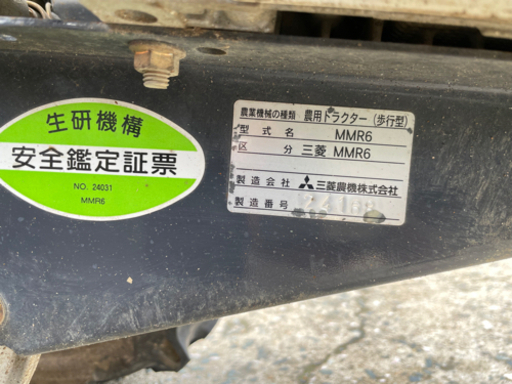 生研機構
安全鑑定証票
NO. 24031
MMR6
農業機械の種類 農用トラクター (歩行型)
型式名 MMR6
区分 三菱 MMR6
製造会社 三菱農機株式会社
製造番号